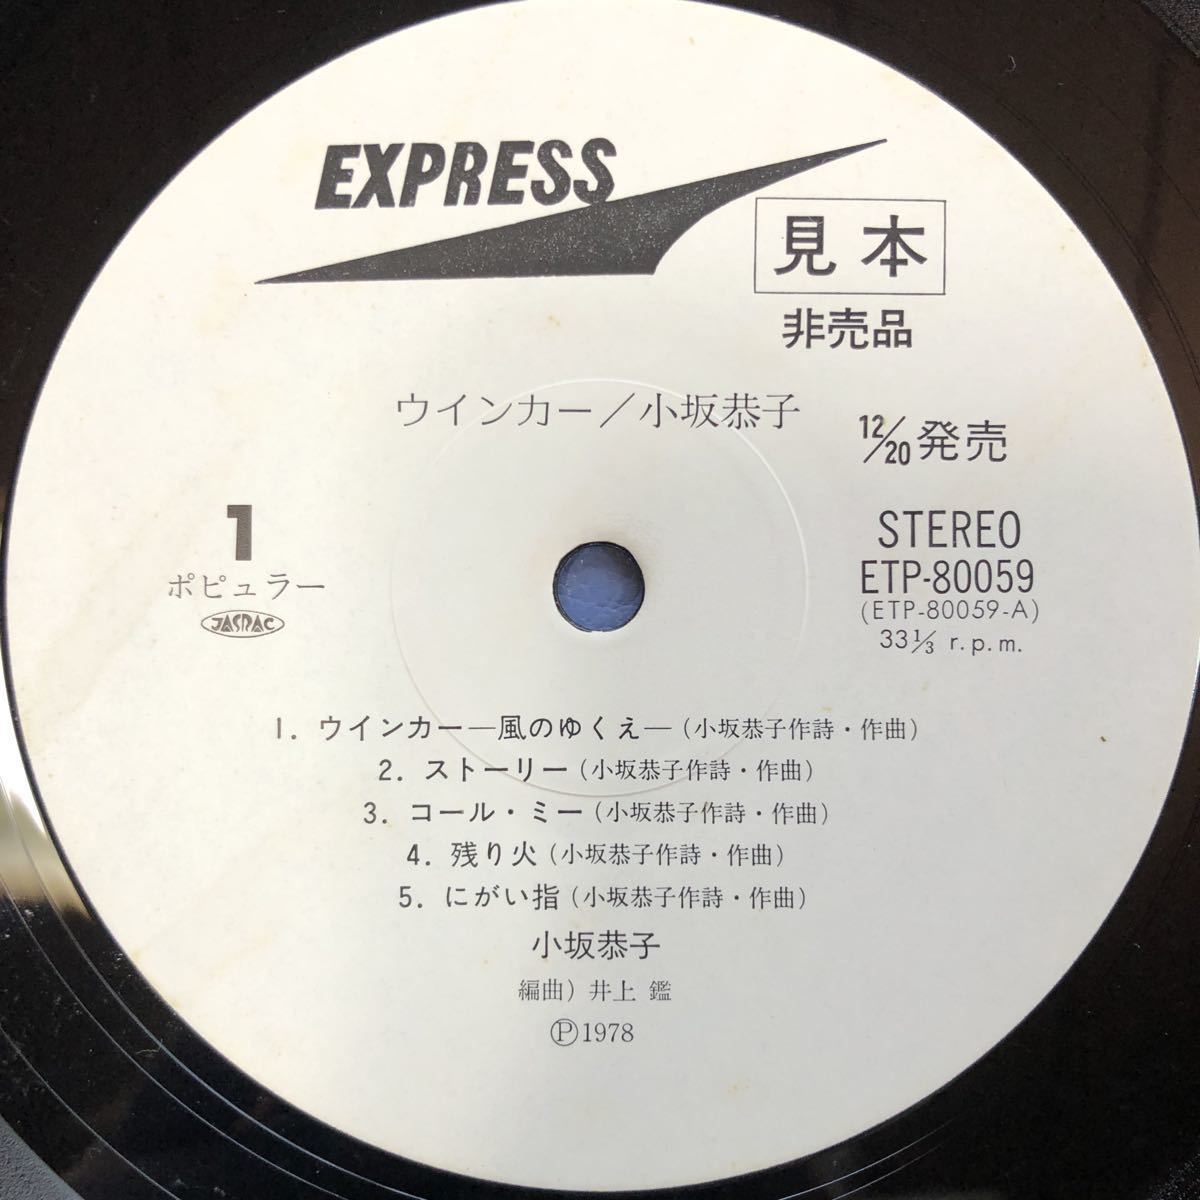 EXPRESS
見本
非売品
ウインカー/小坂恭子
12/20発売
1
ポピュラー
JASRAC
STEREO
ETP-80059
(ETP-80059-A)
33⅓ r.p.m.
1. ウインカー—風のゆくえ—(小坂恭子作詩・作曲)
2. ストーリー(小坂恭子作詩・作曲)
3. コール・ミー(小坂恭子作詩・作曲)
4. 残り火(小坂恭子作詩・作曲)
5. にがい指(小坂恭子作詩・作曲)
小坂恭子
編曲) 井上 鑑
Ⓟ1978